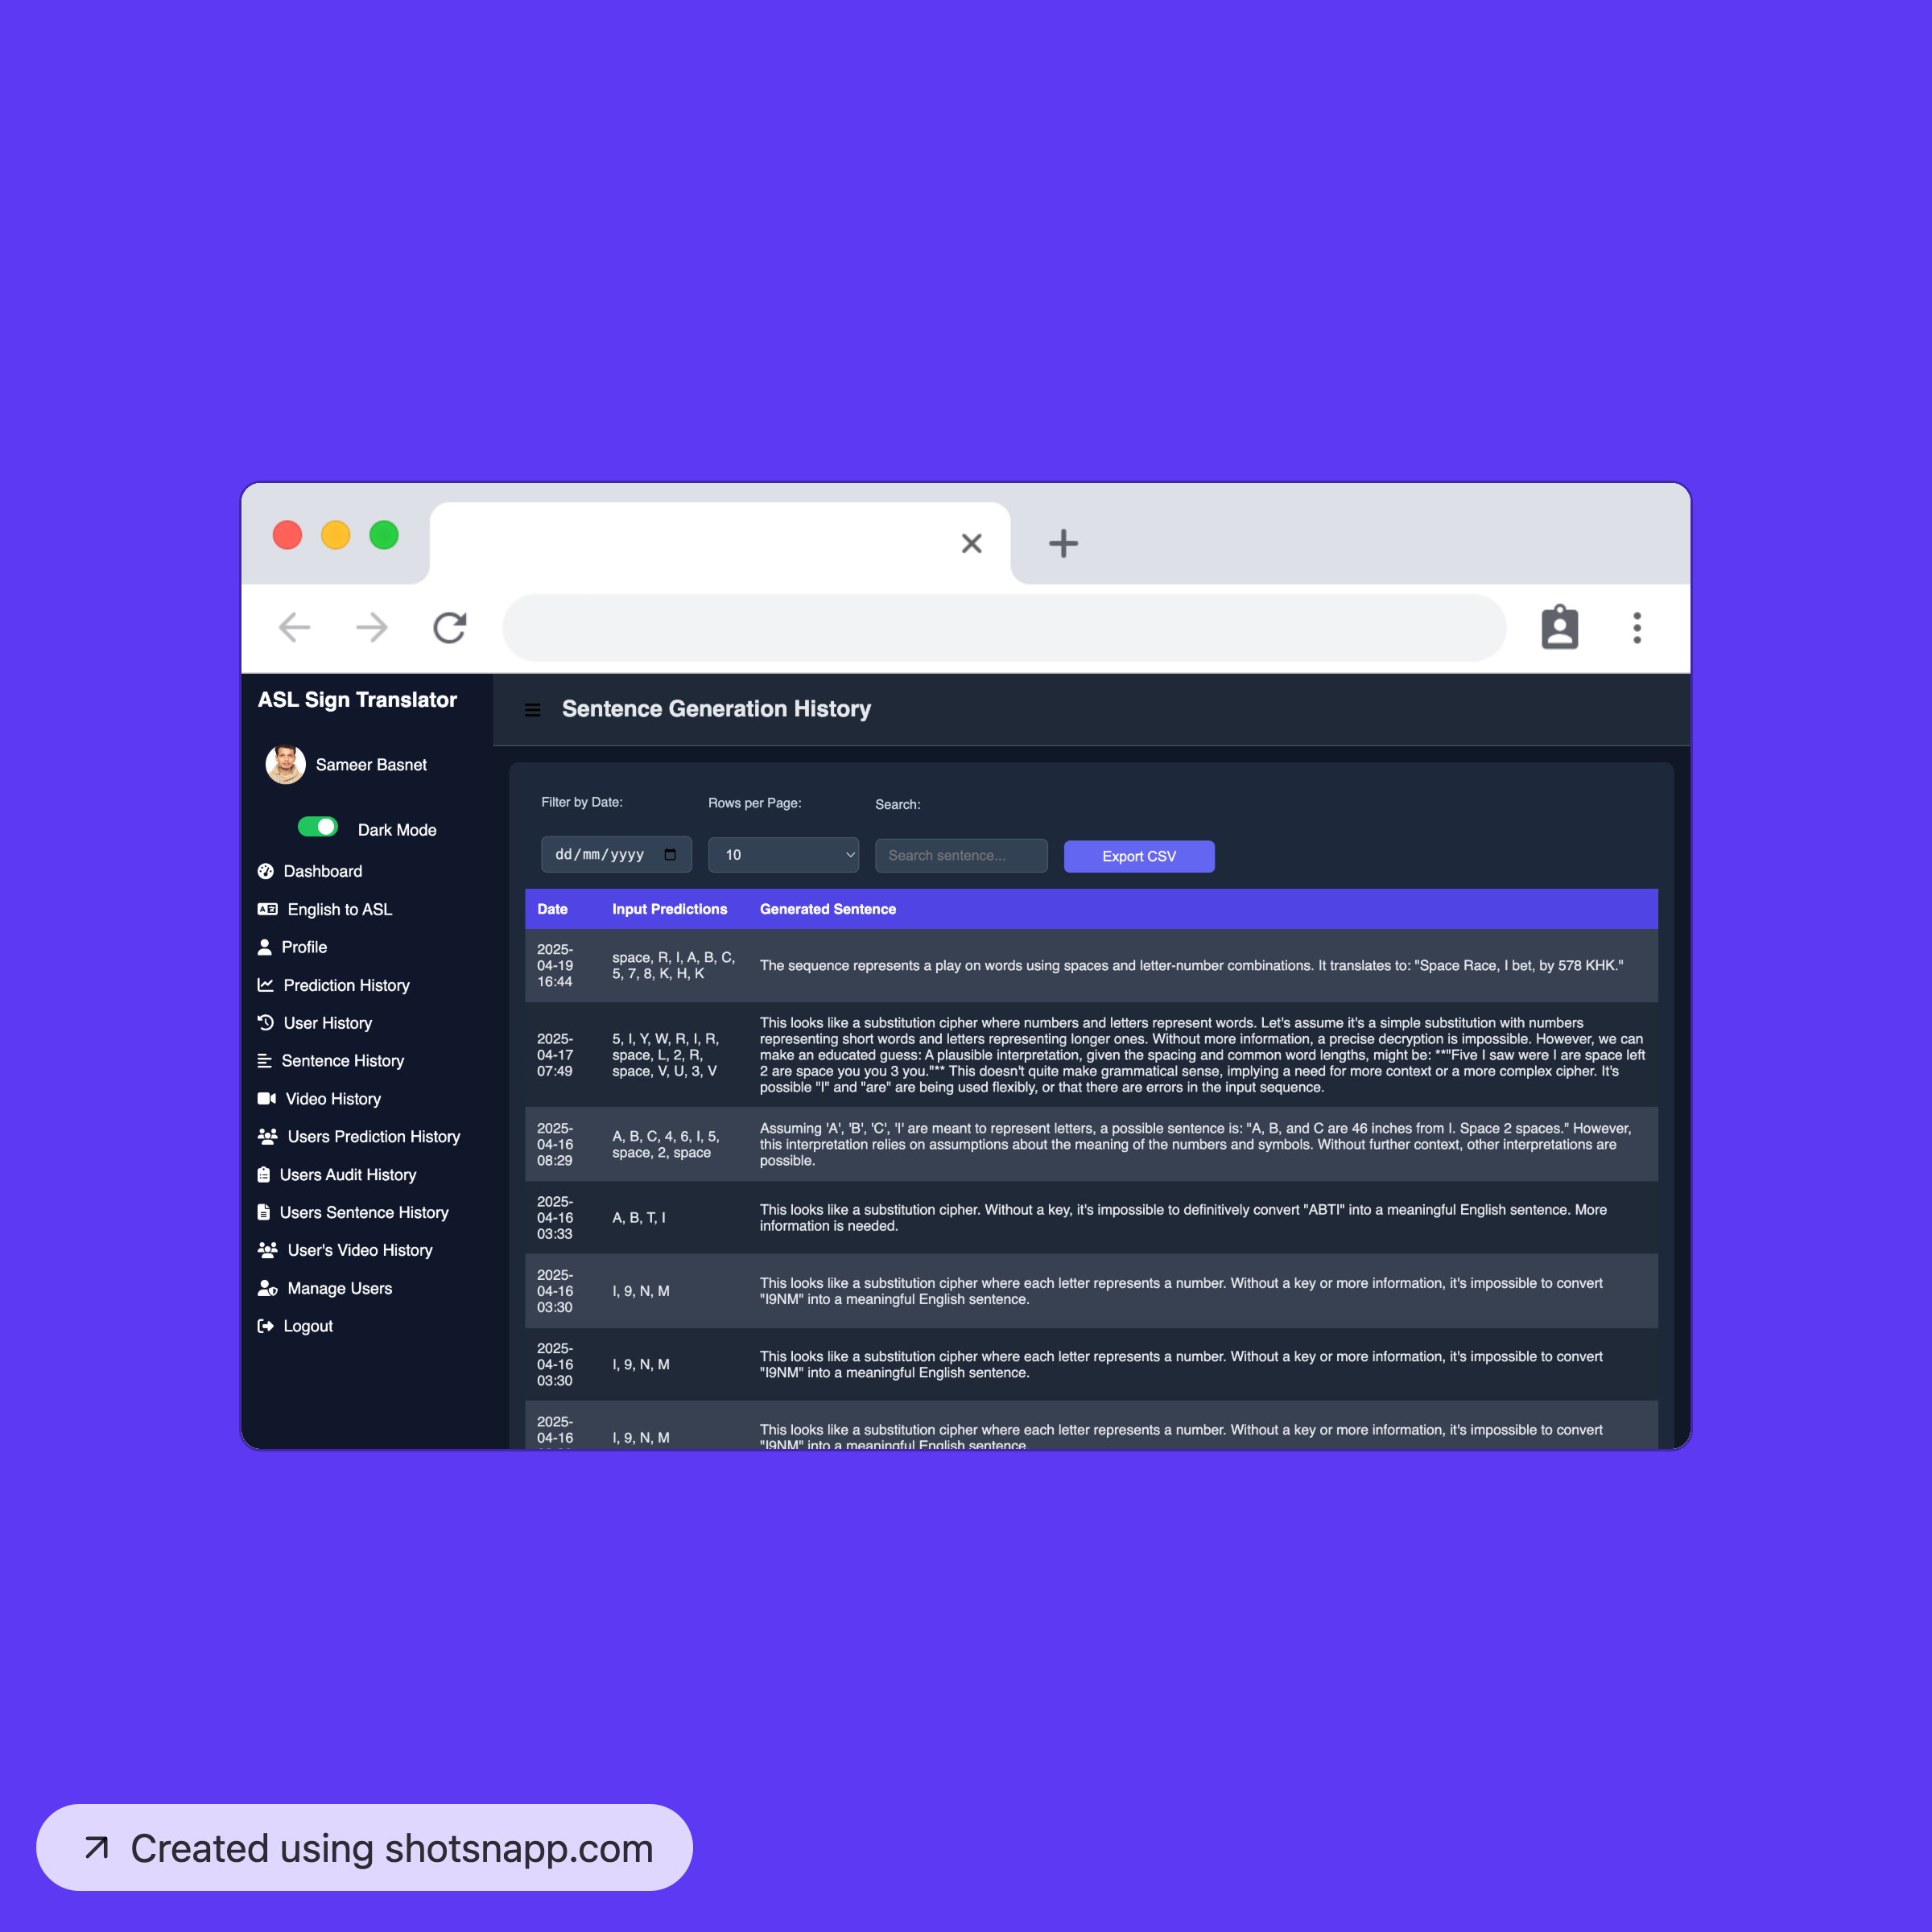 ASL Sign Translator
Sameer Basnet
Dark Mode
Dashboard
English to ASL
Profile
Prediction History
User History
Sentence History
Video History
Users Prediction History
Users Audit History
Users Sentence History
User's Video History
Manage Users
Logout
Sentence Generation History
Filter by Date:
Rows per Page:
Search:
dd/mm/yyyy
10
Search sentence...
Export CSV
Date Input Predictions Generated Sentence
2025-
04-19
16:44
space, R, I, A, B, C,
5, 7, 8, K, H, K
The sequence represents a play on words using spaces and letter-number combinations. It translates to: "Space Race, I bet, by 578 KHK."
2025-
04-17
07:49
5, I, Y, W, R, I, R,
space, L, 2, R,
space, V, U, 3, V
This looks like a substitution cipher where numbers and letters represent words. Let's assume it's a simple substitution with numbers
representing short words and letters representing longer ones. Without more information, a precise decryption is impossible. However, we can
make an educated guess: A plausible interpretation, given the spacing and common word lengths, might be: **"Five I saw were I are space left
2 are space you you 3 you."** This doesn't quite make grammatical sense, implying a need for more context or a more complex cipher. It's
possible "I" and "are" are being used flexibly, or that there are errors in the input sequence.
2025-
04-16
08:29
A, B, C, 4, 6, I, 5,
space, 2, space
Assuming 'A', 'B', 'C', 'I' are meant to represent letters, a possible sentence is: "A, B, and C are 46 inches from I. Space 2 spaces." However,
this interpretation relies on assumptions about the meaning of the numbers and symbols. Without further context, other interpretations are
possible.
2025-
04-16
03:33
A, B, T, I
This looks like a substitution cipher. Without a key, it's impossible to definitively convert "ABTI" into a meaningful English sentence. More
information is needed.
2025-
04-16
03:30
I, 9, N, M
This looks like a substitution cipher where each letter represents a number. Without a key or more information, it's impossible to convert
"I9NM" into a meaningful English sentence.
2025-
04-16
03:30
I, 9, N, M
This looks like a substitution cipher where each letter represents a number. Without a key or more information, it's impossible to convert
"I9NM" into a meaningful English sentence.
2025-
04-16
I, 9, N, M
This looks like a substitution cipher where each letter represents a number. Without a key or more information, it's impossible to convert
"I9NM" into a meaningful English sentence.
Created using shotsnapp.com